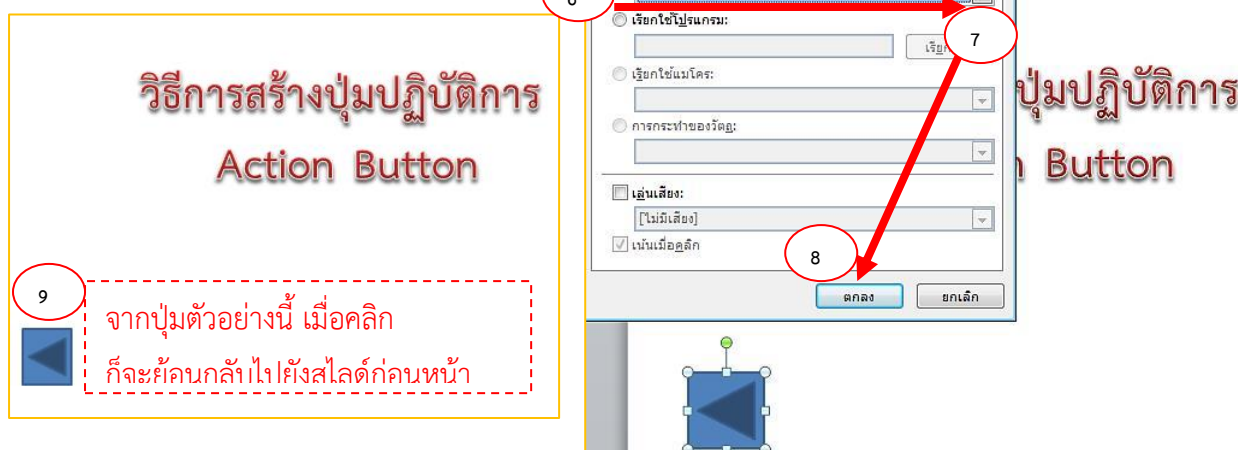 วิธีการสร้างปุ่มปฏิบัติการ
Action Button
9
จากปุ่มตัวอย่างนี้ เมื่อคลิก
ก็จะย้อนกลับไปยังสไลด์ก่อนหน้า
เรียกใช้โปรแกรม:
7
เรียกใช้แมโคร:
การกระทำของวัตถุ:
เล่นเสียง:
[ไม่มีเสียง]
เน้นเมื่อคลิก
8
ตกลง
ยกเลิก
ปุ่มปฏิบัติการ
Button